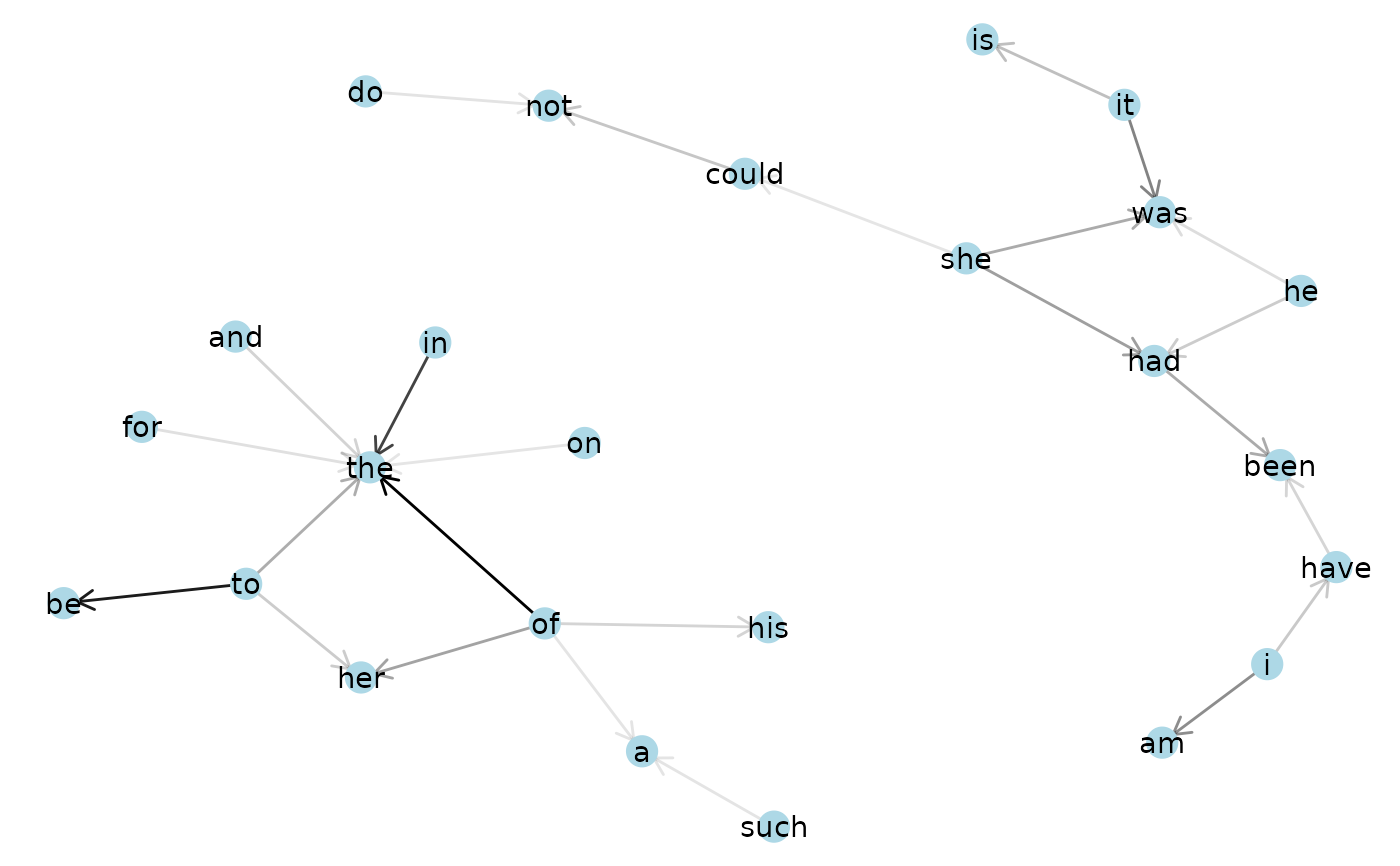 is
do
not
it
could
was
she
he
and
in
had
for
on
the
been
have
to
be
of
his
i
her
am
a
such